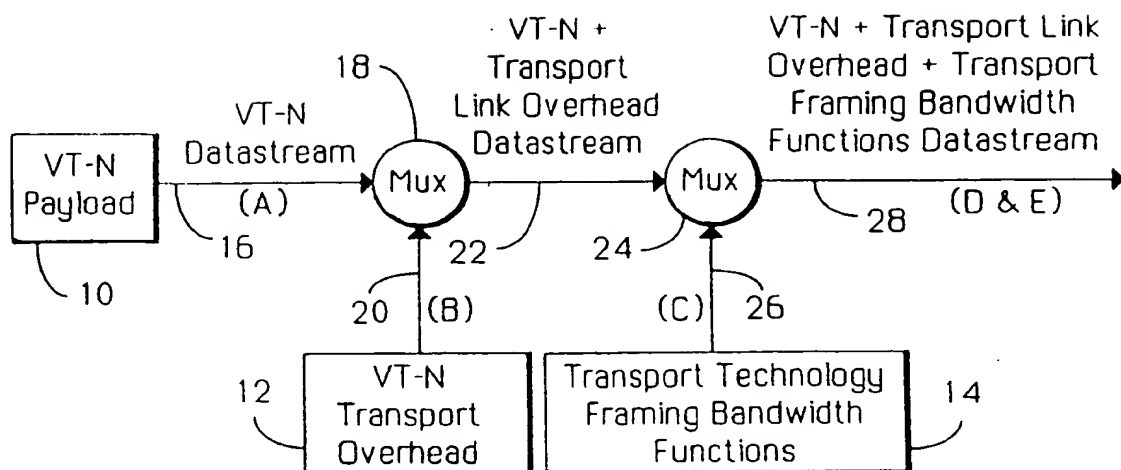 VT-N +
Transport
Link Overhead
Datastream
VT-N + Transport Link
Overhead + Transport
Framing Bandwidth
Functions Datastream
18
VT-N
Datastream
VT-N
Payload
Mux
Mux
(A)
(D & E)
16
22
24
28
10
20
(B)
(C)
26
12
VT-N
Transport
Overhead
Transport Technology
Framing Bandwidth
Functions
14